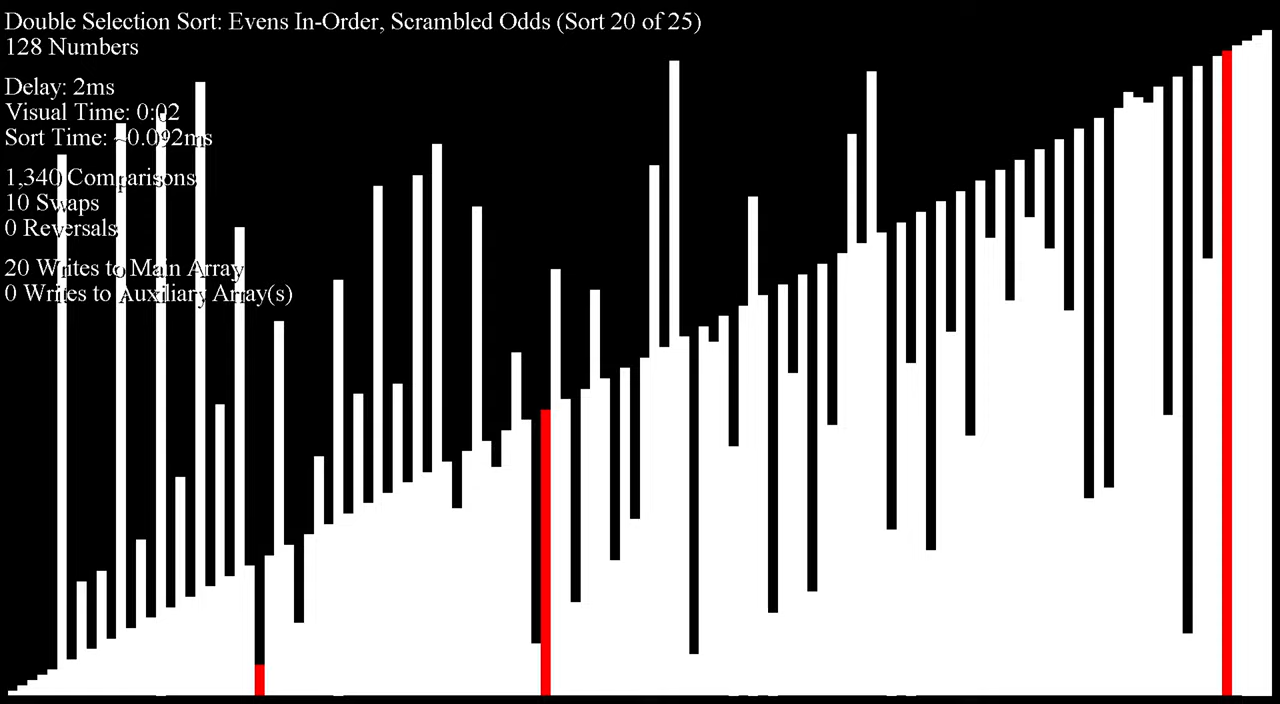 Double Selection Sort: Evens In-Order, Scrambled Odds (Sort 20 of 25)
128 Numbers
Delay: 2ms
Visual Time: 0:02
Sort Time: ~0.092ms
1,340 Comparisons
10 Swaps
0 Reversals
20 Writes to Main Array
0 Writes to Auxiliary Array(s)